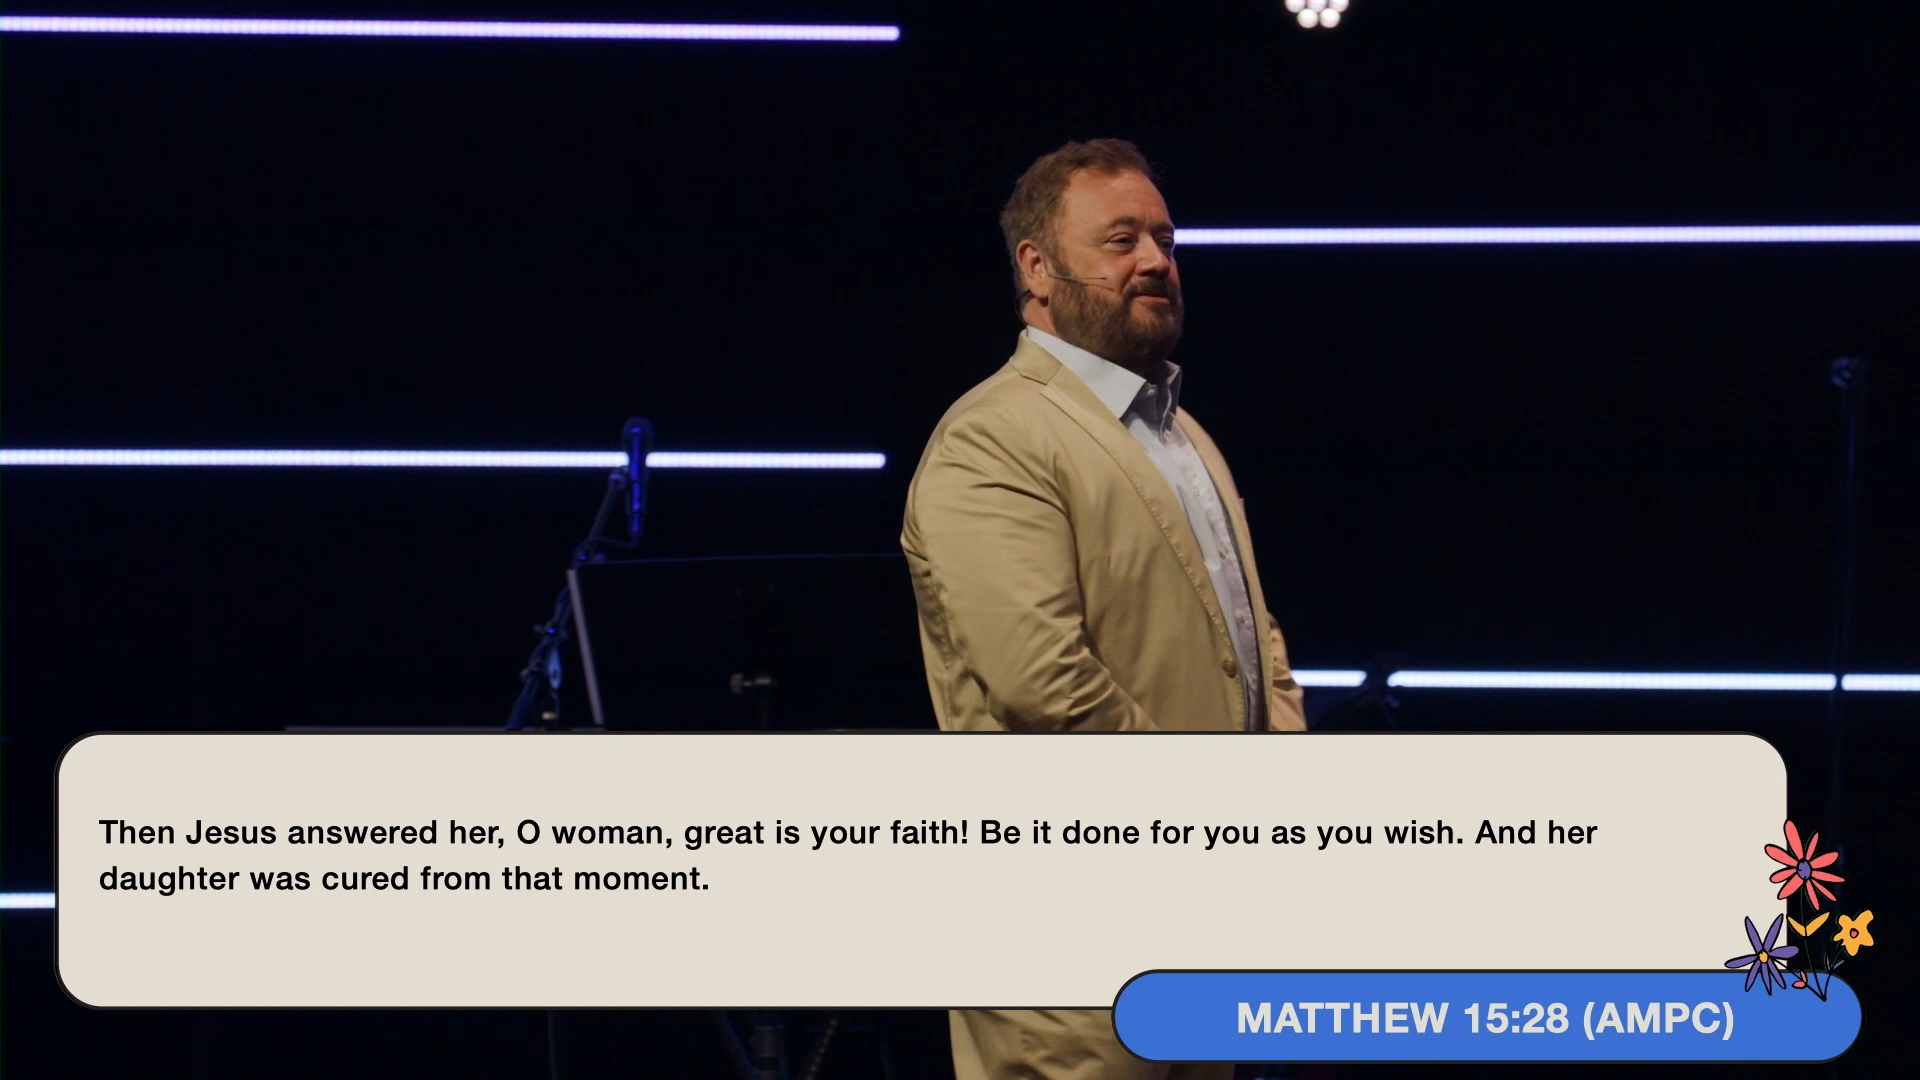 Then Jesus answered her, O woman, great is your faith! Be it done for you as you wish. And her
daughter was cured from that moment.
MATTHEW 15:28 (AMPC)